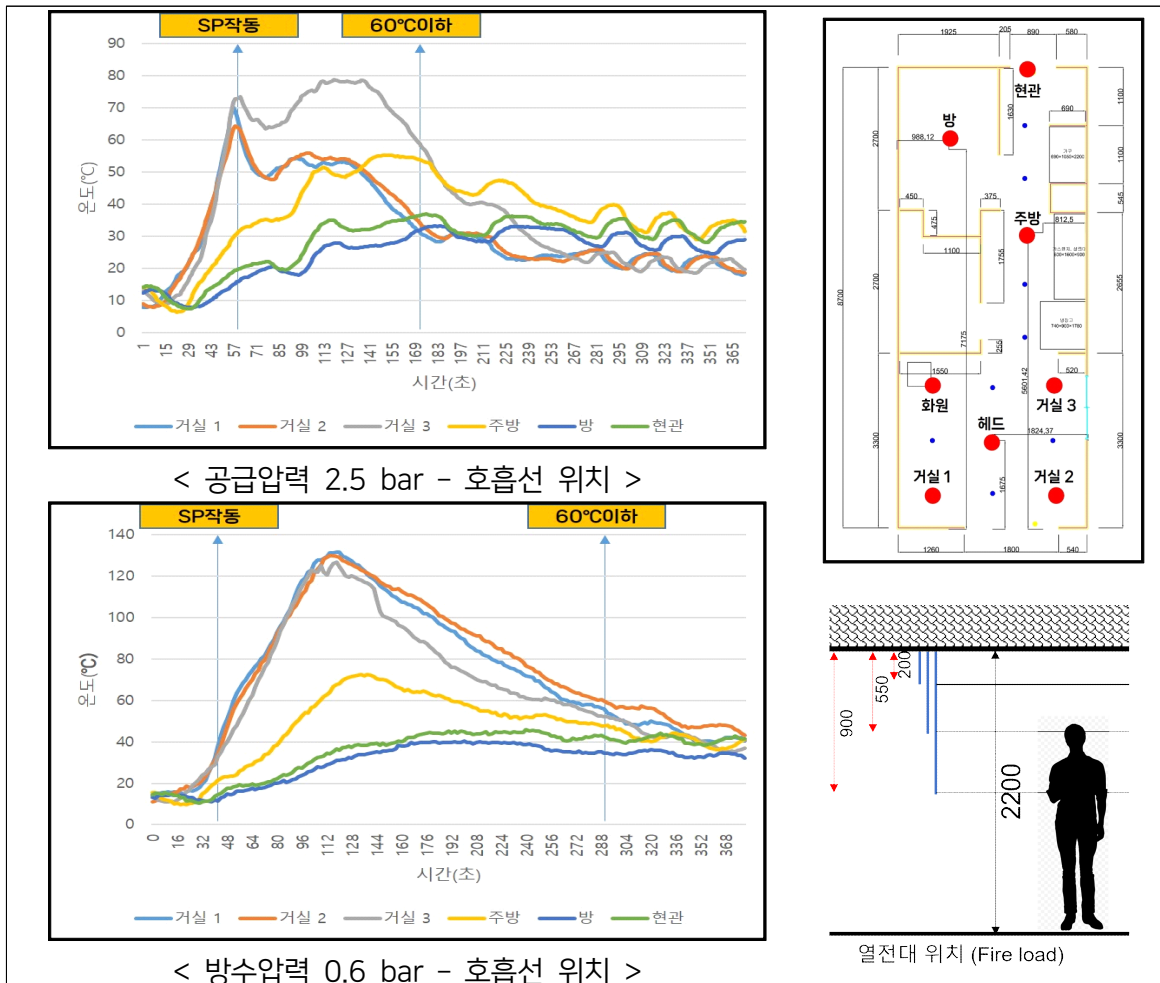 SP작동 60℃이하
90
80
70
60
50
40
30
20
10
0
온도(℃)
1 15 29 43 57 71 85 99 113 127 141 155 169 183 197 211 225 239 253 267 281 295 309 323 337 351 365
시간(초)
거실 1 거실 2 거실 3 주방 방 현관
< 공급압력 2.5 bar - 호흡선 위치 >
SP작동 60℃이하
140
120
100
80
60
40
20
0
온도(℃)
0 16 32 48 64 80 96 112 128 144 160 176 192 208 224 240 256 272 288 304 320 336 352 368
시간(초)
거실 1 거실 2 거실 3 주방 방 현관
< 방수압력 0.6 bar - 호흡선 위치 >
1925 205 890 580
현관
방
988,12
1630
690
1100
2700
가구
1100
545
450
375
475
주방
812,5
1100
1755
8700
2700
2655
7175
255
1550
520
5601,42
화원
거실 3
헤드
1824,37
3300
3300
거실 1
1675
거실 2
1260 1800 540
200
550
900
2200
열전대 위치 (Fire load)